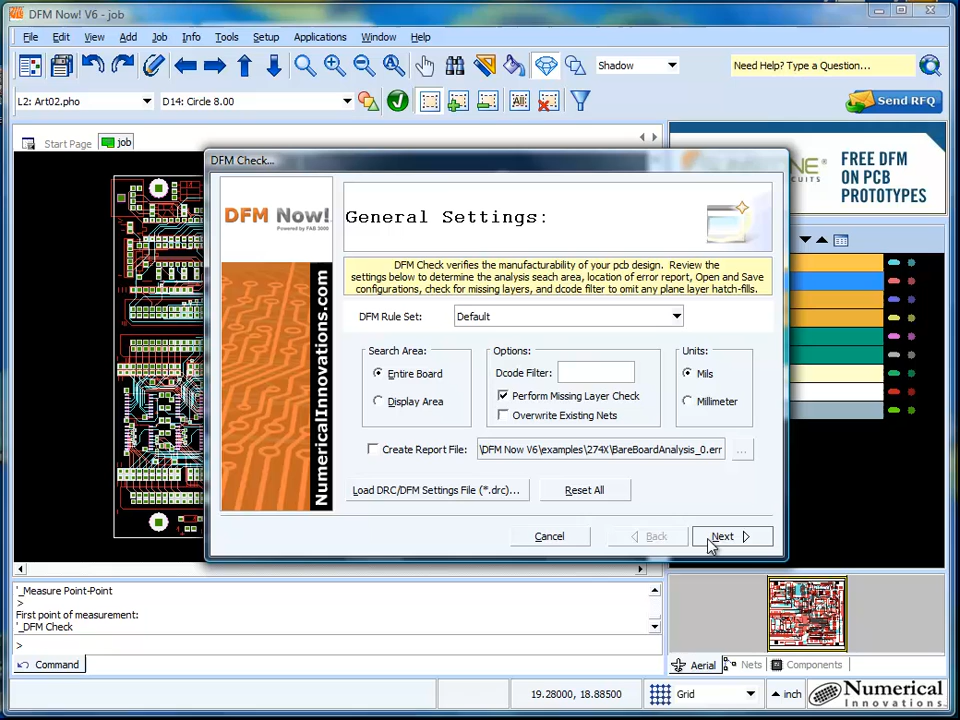 DFM Now! V6 - job
File Edit View Add Job Info Tools Setup Applications Window Help
Shadow
Need Help? Type a Question...
L2: Art02.pho
D14: Circle 8.00
All
Send RFQ
Start Page
job
FREE DFM
ON PCB
PROTOTYPES
DFM Check...
DFM Now!
Powered by FAB 3000
NumericalInnovations.com
General Settings:
DFM Check verifies the manufacturability of your pcb design. Review the
settings below to determine the analysis seach area, location of error report, Open and Save
configurations, check for missing layers, and dcode filter to omit any plane layer hatch-fills.
DFM Rule Set: Default
Search Area:
Entire Board
Display Area
Options:
Dcode Filter:
Perform Missing Layer Check
Overwrite Existing Nets
Units:
Mils
Millimeter
Create Report File: \DFM Now V6\examples\274X\BareBoardAnalysis_0.err ...
Load DRC/DFM Settings File (*.drc)... Reset All
Cancel Back Next
'_Measure Point-Point
>
First point of measurement:
'_DFM Check
>
Command
Aerial Nets Components
19.28000, 18.88500
Grid
inch
Numerical
Innovations